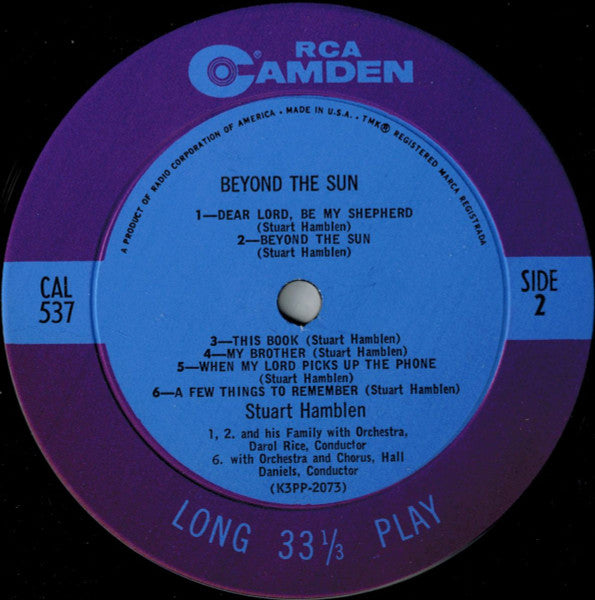 RCA
CAMDEN
A PRODUCT OF RADIO CORPORATION OF AMERICA • MADE IN U.S.A. • TMK® REGISTERED MARCA REGISTRADA
BEYOND THE SUN
1—DEAR LORD, BE MY SHEPHERD
(Stuart Hamblen)
2—BEYOND THE SUN
(Stuart Hamblen)
CAL
537
SIDE
2
3—THIS BOOK (Stuart Hamblen)
4—MY BROTHER (Stuart Hamblen)
5—WHEN MY LORD PICKS UP THE PHONE
(Stuart Hamblen)
6—A FEW THINGS TO REMEMBER (Stuart Hamblen)
Stuart Hamblen
1, 2. and his Family with Orchestra,
Darol Rice, Conductor
6. with Orchestra and Chorus, Hall
Daniels, Conductor
(K3PP-2073)
LONG 33 1/3 PLAY